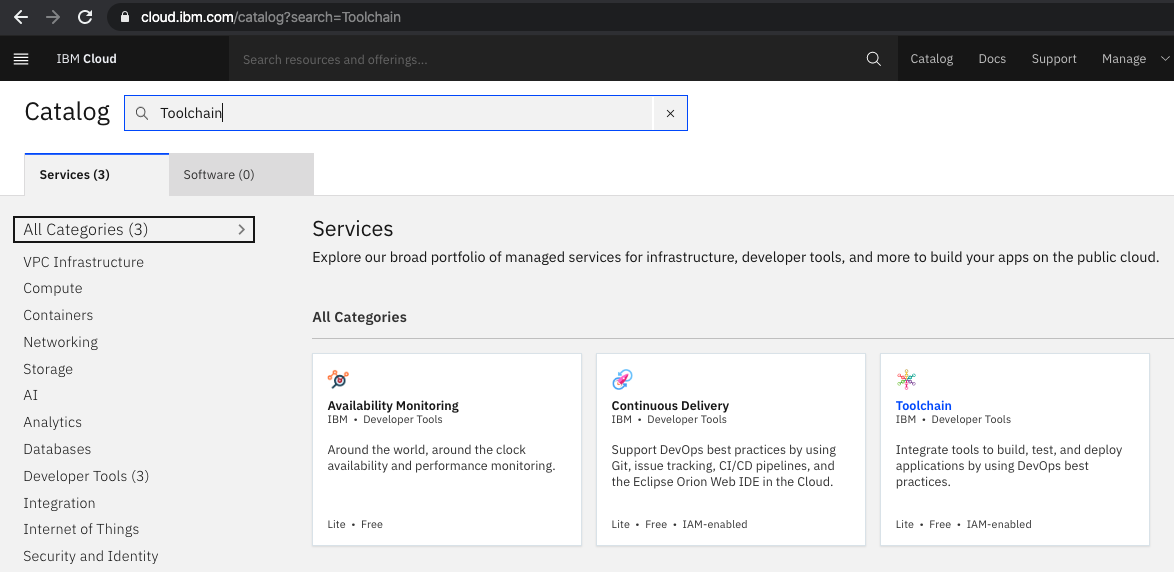 cloud.ibm.com/catalog?search=Toolchain
IBM Cloud
Search resources and offerings...
Catalog
Docs
Support
Manage
Catalog
Toolchain
Services (3)
Software (0)
All Categories (3)
VPC Infrastructure
Compute
Containers
Networking
Storage
AI
Analytics
Databases
Developer Tools (3)
Integration
Internet of Things
Security and Identity
Services
Explore our broad portfolio of managed services for infrastructure, developer tools, and more to build your apps on the public cloud.
All Categories
Availability Monitoring
IBM • Developer Tools
Around the world, around the clock
availability and performance monitoring.
Lite • Free
Continuous Delivery
IBM • Developer Tools
Support DevOps best practices by using
Git, issue tracking, CI/CD pipelines, and
the Eclipse Orion Web IDE in the Cloud.
Lite • Free • IAM-enabled
Toolchain
IBM • Developer Tools
Integrate tools to build, test, and deploy
applications by using DevOps best
practices.
Lite • Free • IAM-enabled